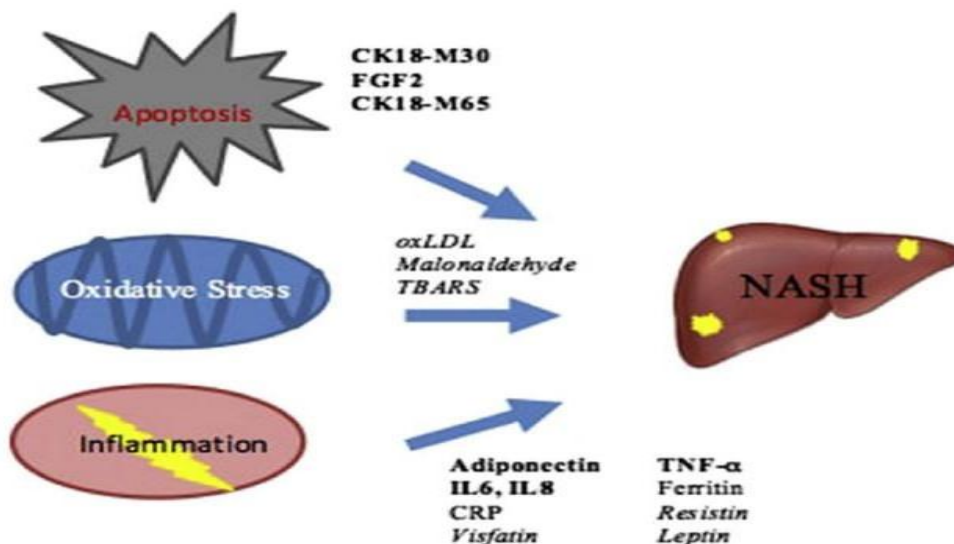 CK18-M30
FGF2
CK18-M65
Apoptosis
oxLDL
Malonaldehyde
TBARS
Oxidative Stress
NASH
Inflammation
Adiponectin
IL6, IL8
CRP
Visfatin
TNF-α
Ferritin
Resistin
Leptin